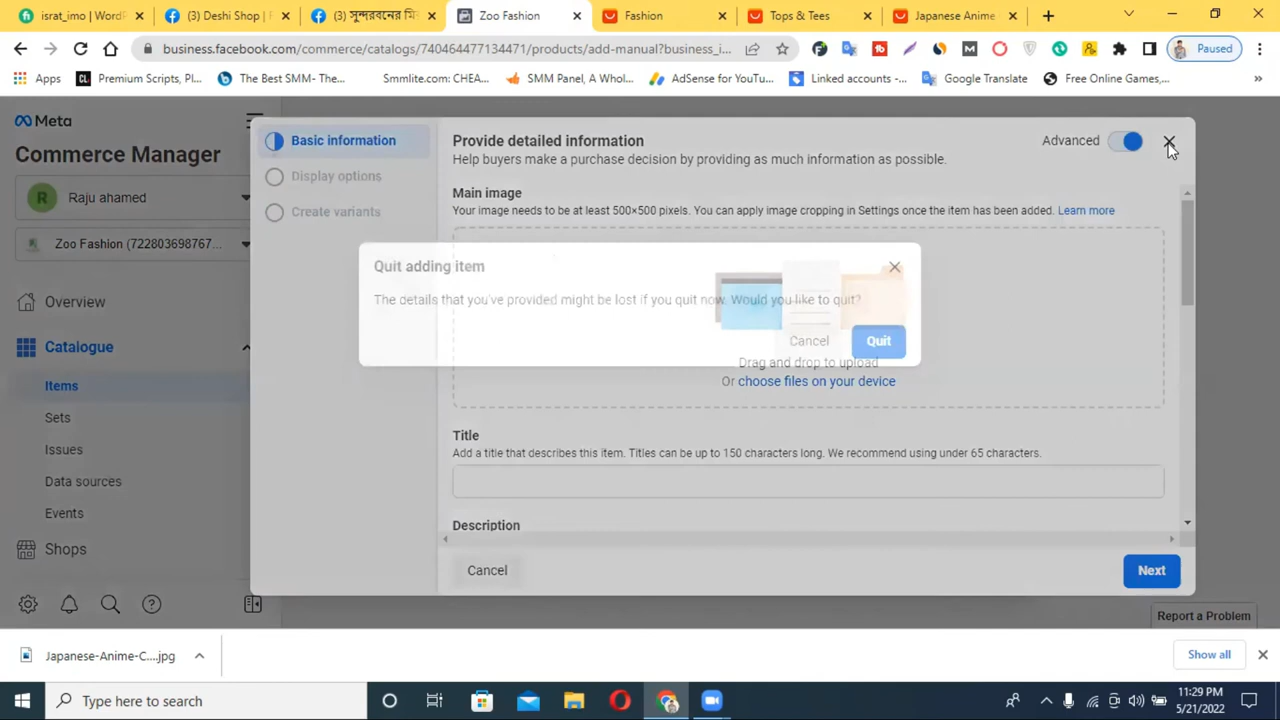 israt_imo | WordP
(3) Deshi Shop | F
(3) সুন্দরবনের মি
Zoo Fashion
Fashion
Tops & Tees
Japanese Anime
business.facebook.com/commerce/catalogs/740464477134471/products/add-manual?business_i...
Paused
Apps
Premium Scripts, Pl...
The Best SMM- The...
Smmlite.com: CHEA...
SMM Panel, A Whol...
AdSense for YouTu...
Linked accounts -...
Google Translate
Free Online Games,...
Meta
Commerce Manager
R
Raju ahamed
Zoo Fashion (722803698767...
Overview
Catalogue
Items
Sets
Issues
Data sources
Events
Shops
Basic information
Display options
Create variants
Provide detailed information
Advanced
Help buyers make a purchase decision by providing as much information as possible.
Main image
Your image needs to be at least 500×500 pixels. You can apply image cropping in Settings once the item has been added. Learn more
Quit adding item
The details that you've provided might be lost if you quit now. Would you like to quit?
Cancel
Quit
Drag and drop to upload
Or choose files on your device
Title
Add a title that describes this item. Titles can be up to 150 characters long. We recommend using under 65 characters.
Description
Cancel
Next
Report a Problem
Japanese-Anime-C....jpg
Show all
Type here to search
11:29 PM
5/21/2022